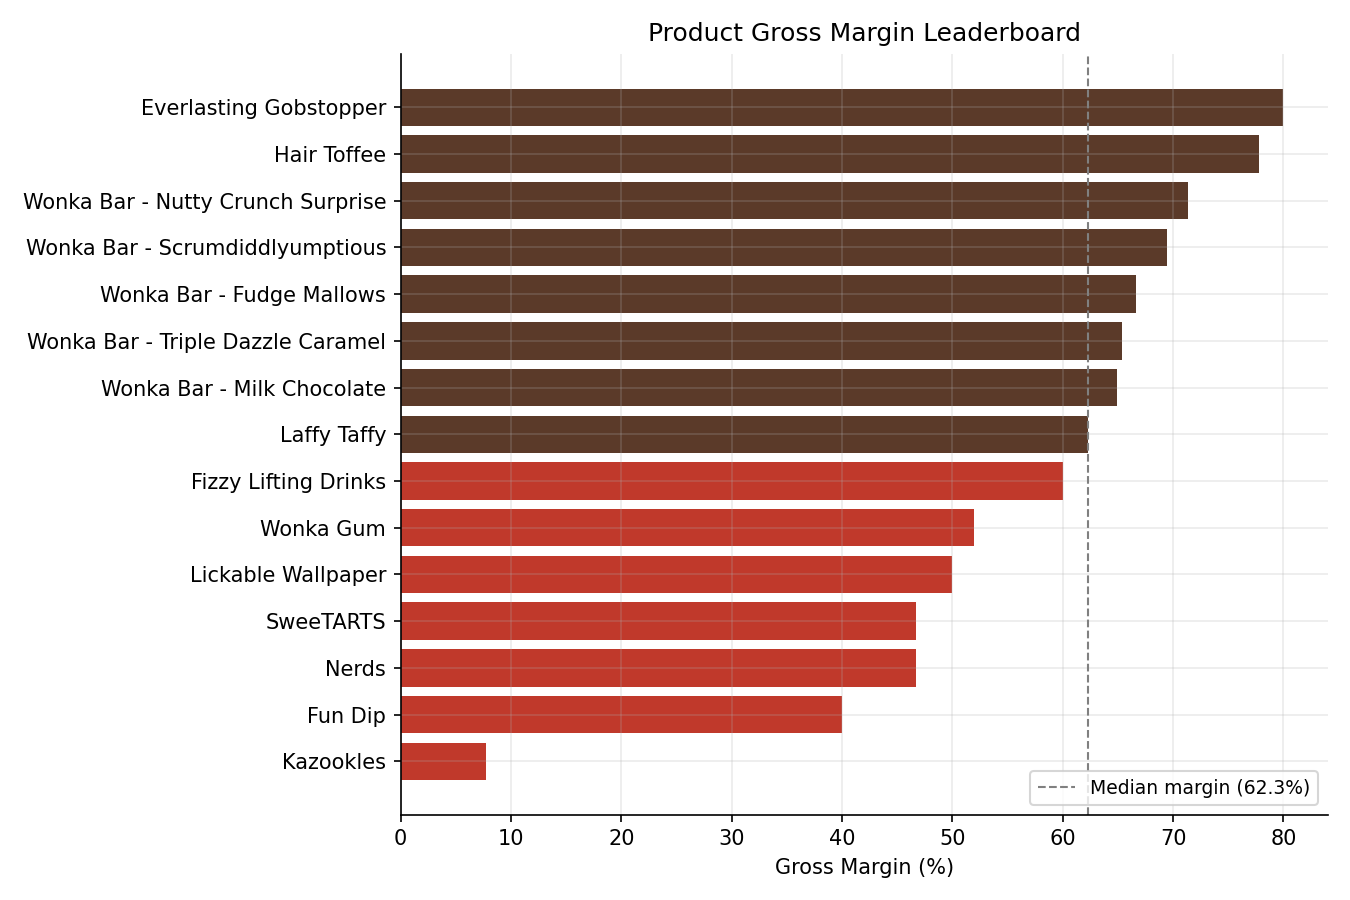 Product Gross Margin Leaderboard
Everlasting Gobstopper
Hair Toffee
Wonka Bar - Nutty Crunch Surprise
Wonka Bar - Scrumdiddlyumptious
Wonka Bar - Fudge Mallows
Wonka Bar - Triple Dazzle Caramel
Wonka Bar - Milk Chocolate
Laffy Taffy
Fizzy Lifting Drinks
Wonka Gum
Lickable Wallpaper
SweeTARTS
Nerds
Fun Dip
Kazookles
Median margin (62.3%)
0 10 20 30 40 50 60 70 80
Gross Margin (%)